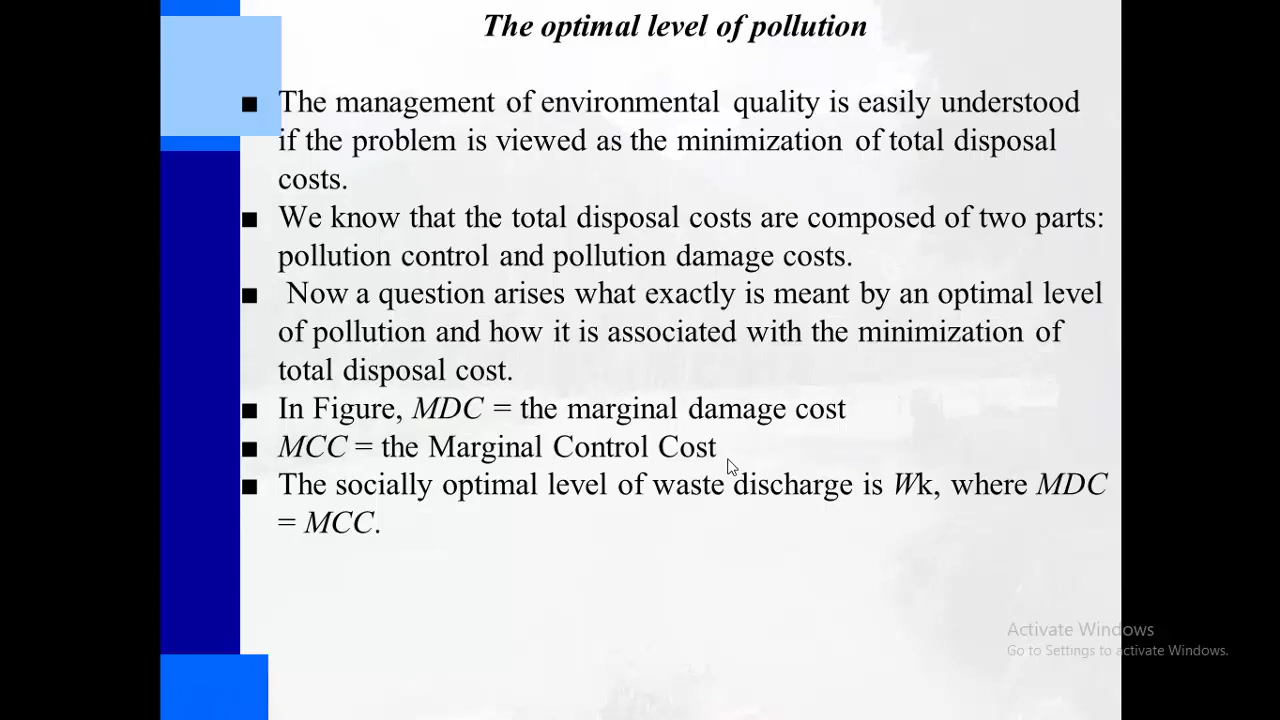 The optimal level of pollution
■ The management of environmental quality is easily understood
if the problem is viewed as the minimization of total disposal
costs.
■ We know that the total disposal costs are composed of two parts:
pollution control and pollution damage costs.
■ Now a question arises what exactly is meant by an optimal level
of pollution and how it is associated with the minimization of
total disposal cost.
■ In Figure, MDC = the marginal damage cost
■ MCC = the Marginal Control Cost
■ The socially optimal level of waste discharge is Wk, where MDC
= MCC.
Activate Windows
Go to Settings to activate Windows.